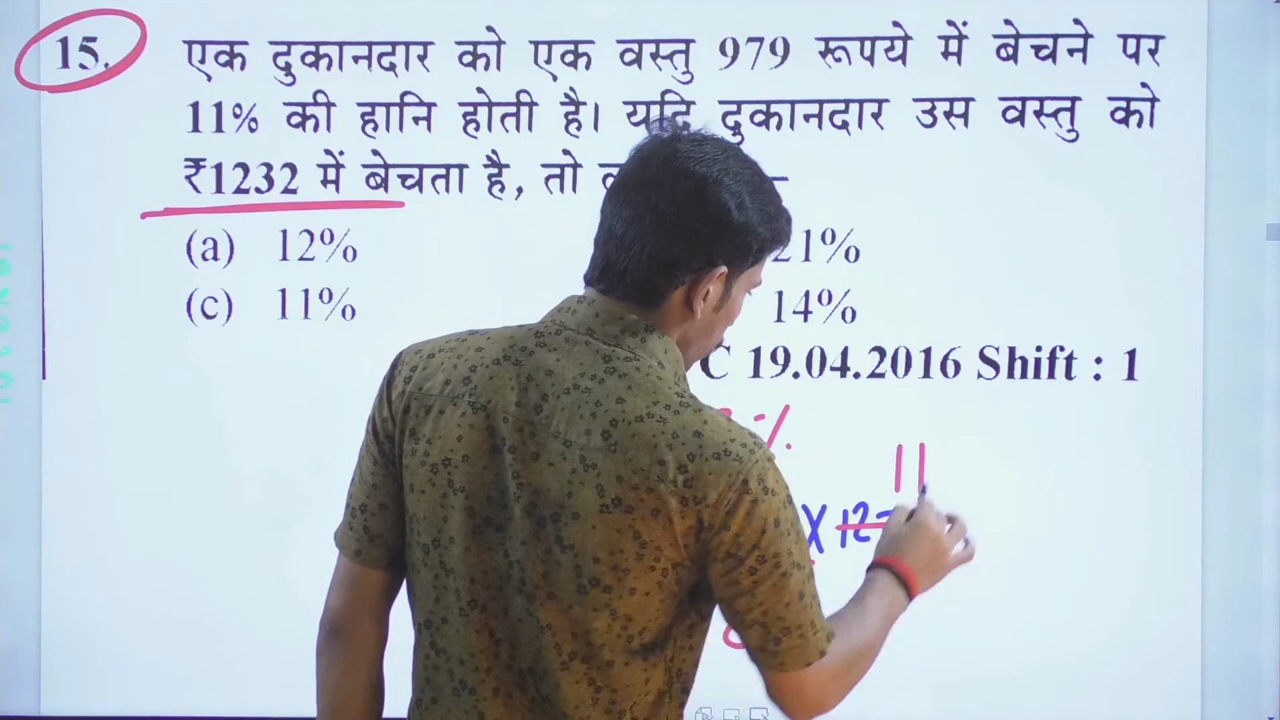 15. एक दुकानदार को एक वस्तु 979 रूपये में बेचने पर
11% की हानि होती है। यदि दुकानदार उस वस्तु को
₹1232 में बेचता है, तो
(a) 12% 21%
(c) 11% 14%
19.04.2016 Shift : 1
11
X 12